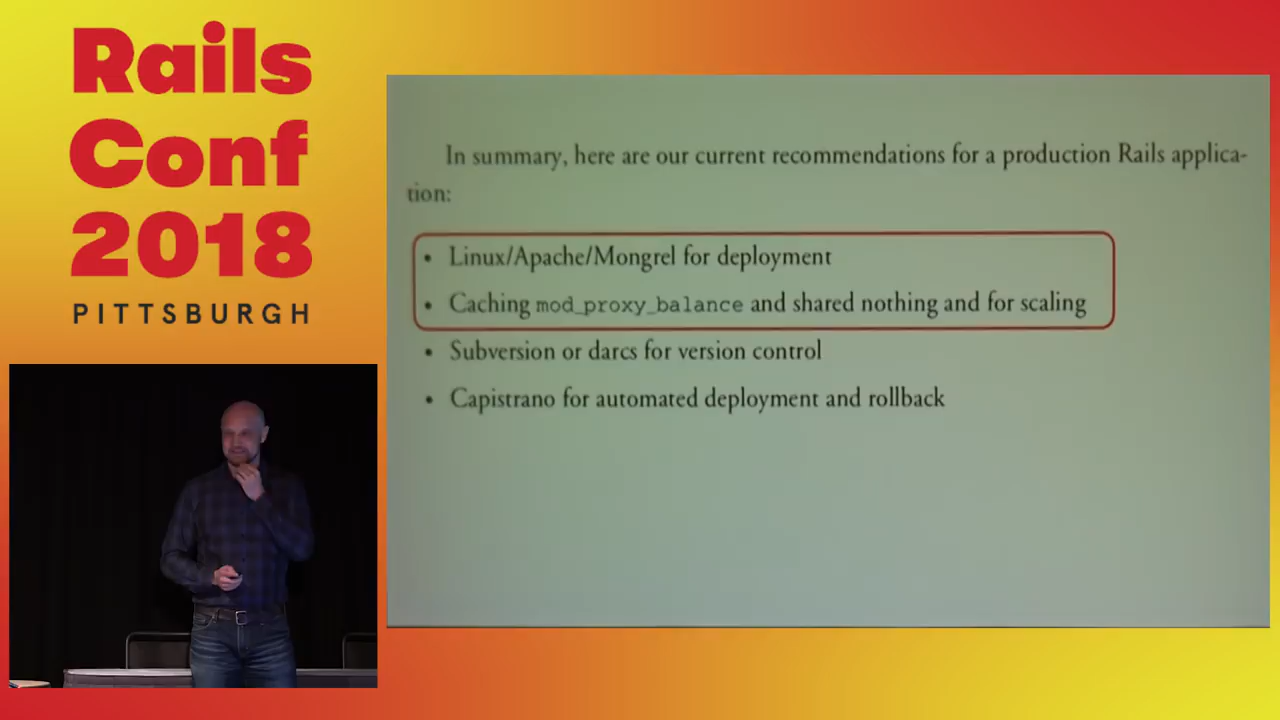 Rails
Conf
2018
PITTSBURGH
In summary, here are our current recommendations for a production Rails applica-
tion:
• Linux/Apache/Mongrel for deployment
• Caching mod_proxy_balance and shared nothing and for scaling
• Subversion or darcs for version control
• Capistrano for automated deployment and rollback